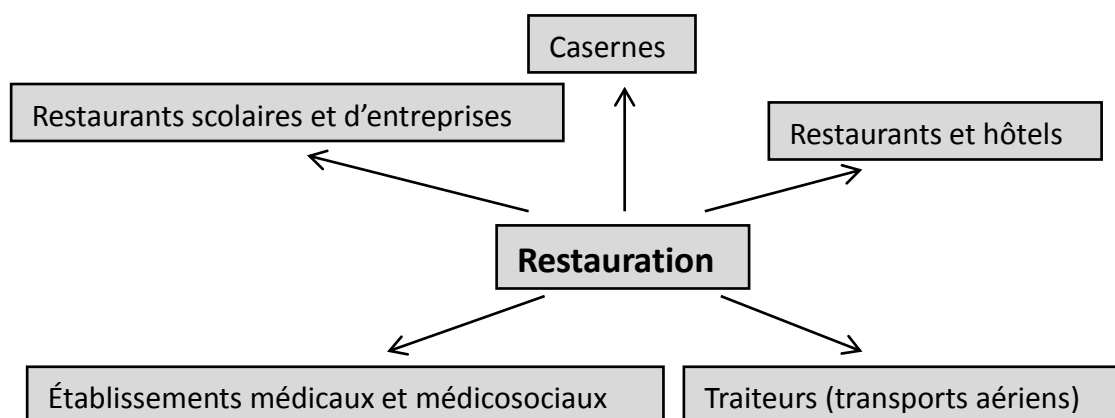 Casernes
Restaurants scolaires et d’entreprises
Restaurants et hôtels
Restauration
Établissements médicaux et médicosociaux
Traiteurs (transports aériens)